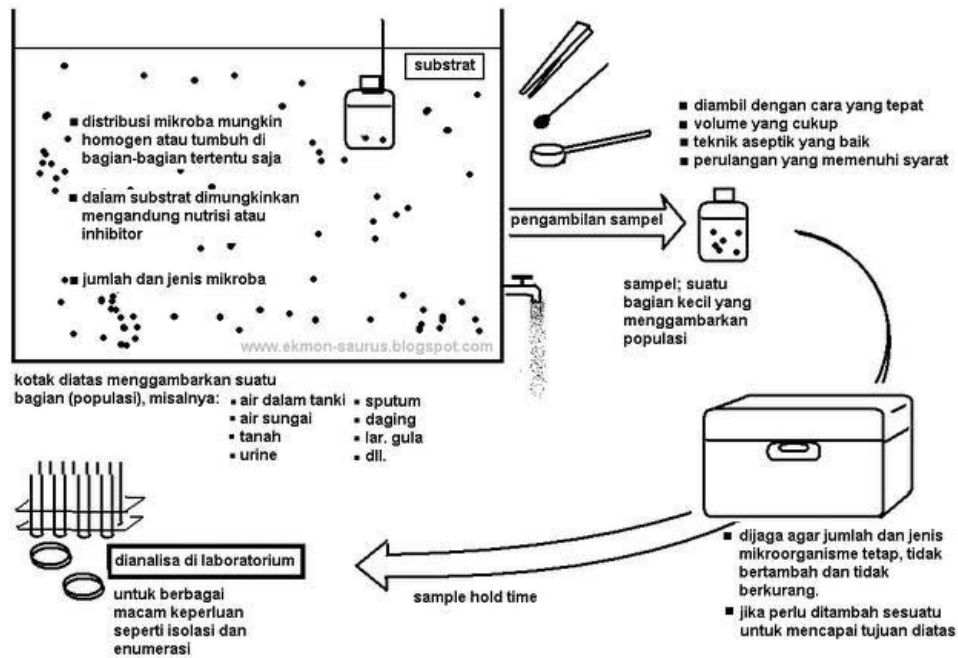 substrat
■ distribusi mikroba mungkin
homogen atau tumbuh di
bagian-bagian tertentu saja
■ dalam substrat dimungkinkan
mengandung nutrisi atau
inhibitor
■ jumlah dan jenis mikroba
www.ekmon-saurus.blogspot.com
■ diambil dengan cara yang tepat
■ volume yang cukup
■ teknik aseptik yang baik
■ perulangan yang memenuhi syarat
pengambilan sampel
sampel; suatu
bagian kecil yang
menggambarkan
populasi
kotak diatas menggambarkan suatu
bagian (populasi), misalnya:
▪ air dalam tanki
▪ air sungai
▪ tanah
▪ urine
▪ sputum
▪ daging
▪ lar. gula
▪ dll.
■ dijaga agar jumlah dan jenis
mikroorganisme tetap, tidak
bertambah dan tidak
berkurang.
■ jika perlu ditambah sesuatu
untuk mencapai tujuan diatas
sample hold time
dianalisa di laboratorium
untuk berbagai
macam keperluan
seperti isolasi dan
enumerasi